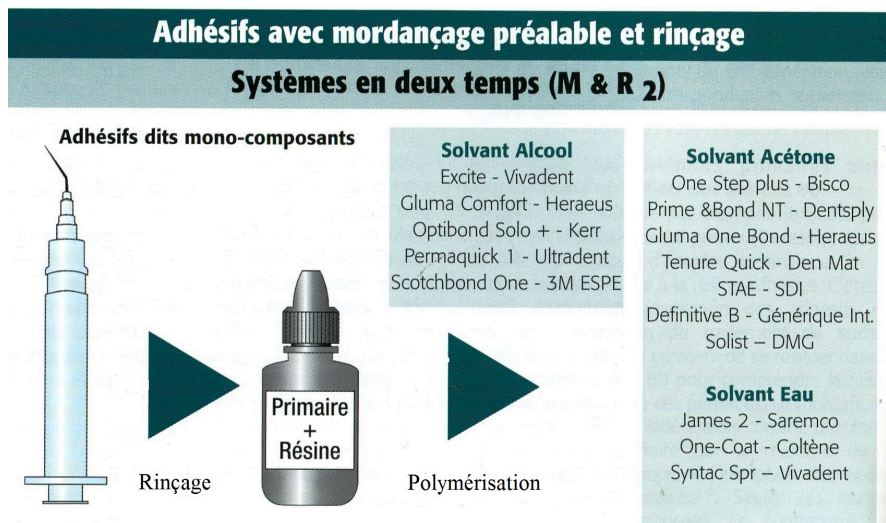 Adhésifs avec mordançage préalable et rinçage
Systèmes en deux temps (M & R 2)
Adhésifs dits mono-composants
Solvant Alcool
Excite - Vivadent
Gluma Comfort - Heraeus
Optibond Solo + - Kerr
Permaquick 1 - Ultradent
Scotchbond One - 3M ESPE
Solvant Acétone
One Step plus - Bisco
Prime &Bond NT - Dentsply
Gluma One Bond - Heraeus
Tenure Quick - Den Mat
STAE - SDI
Definitive B - Générique Int.
Solist – DMG
Solvant Eau
James 2 - Saremco
One-Coat - Coltène
Syntac Spr – Vivadent
Primaire
+
Résine
Rinçage
Polymérisation